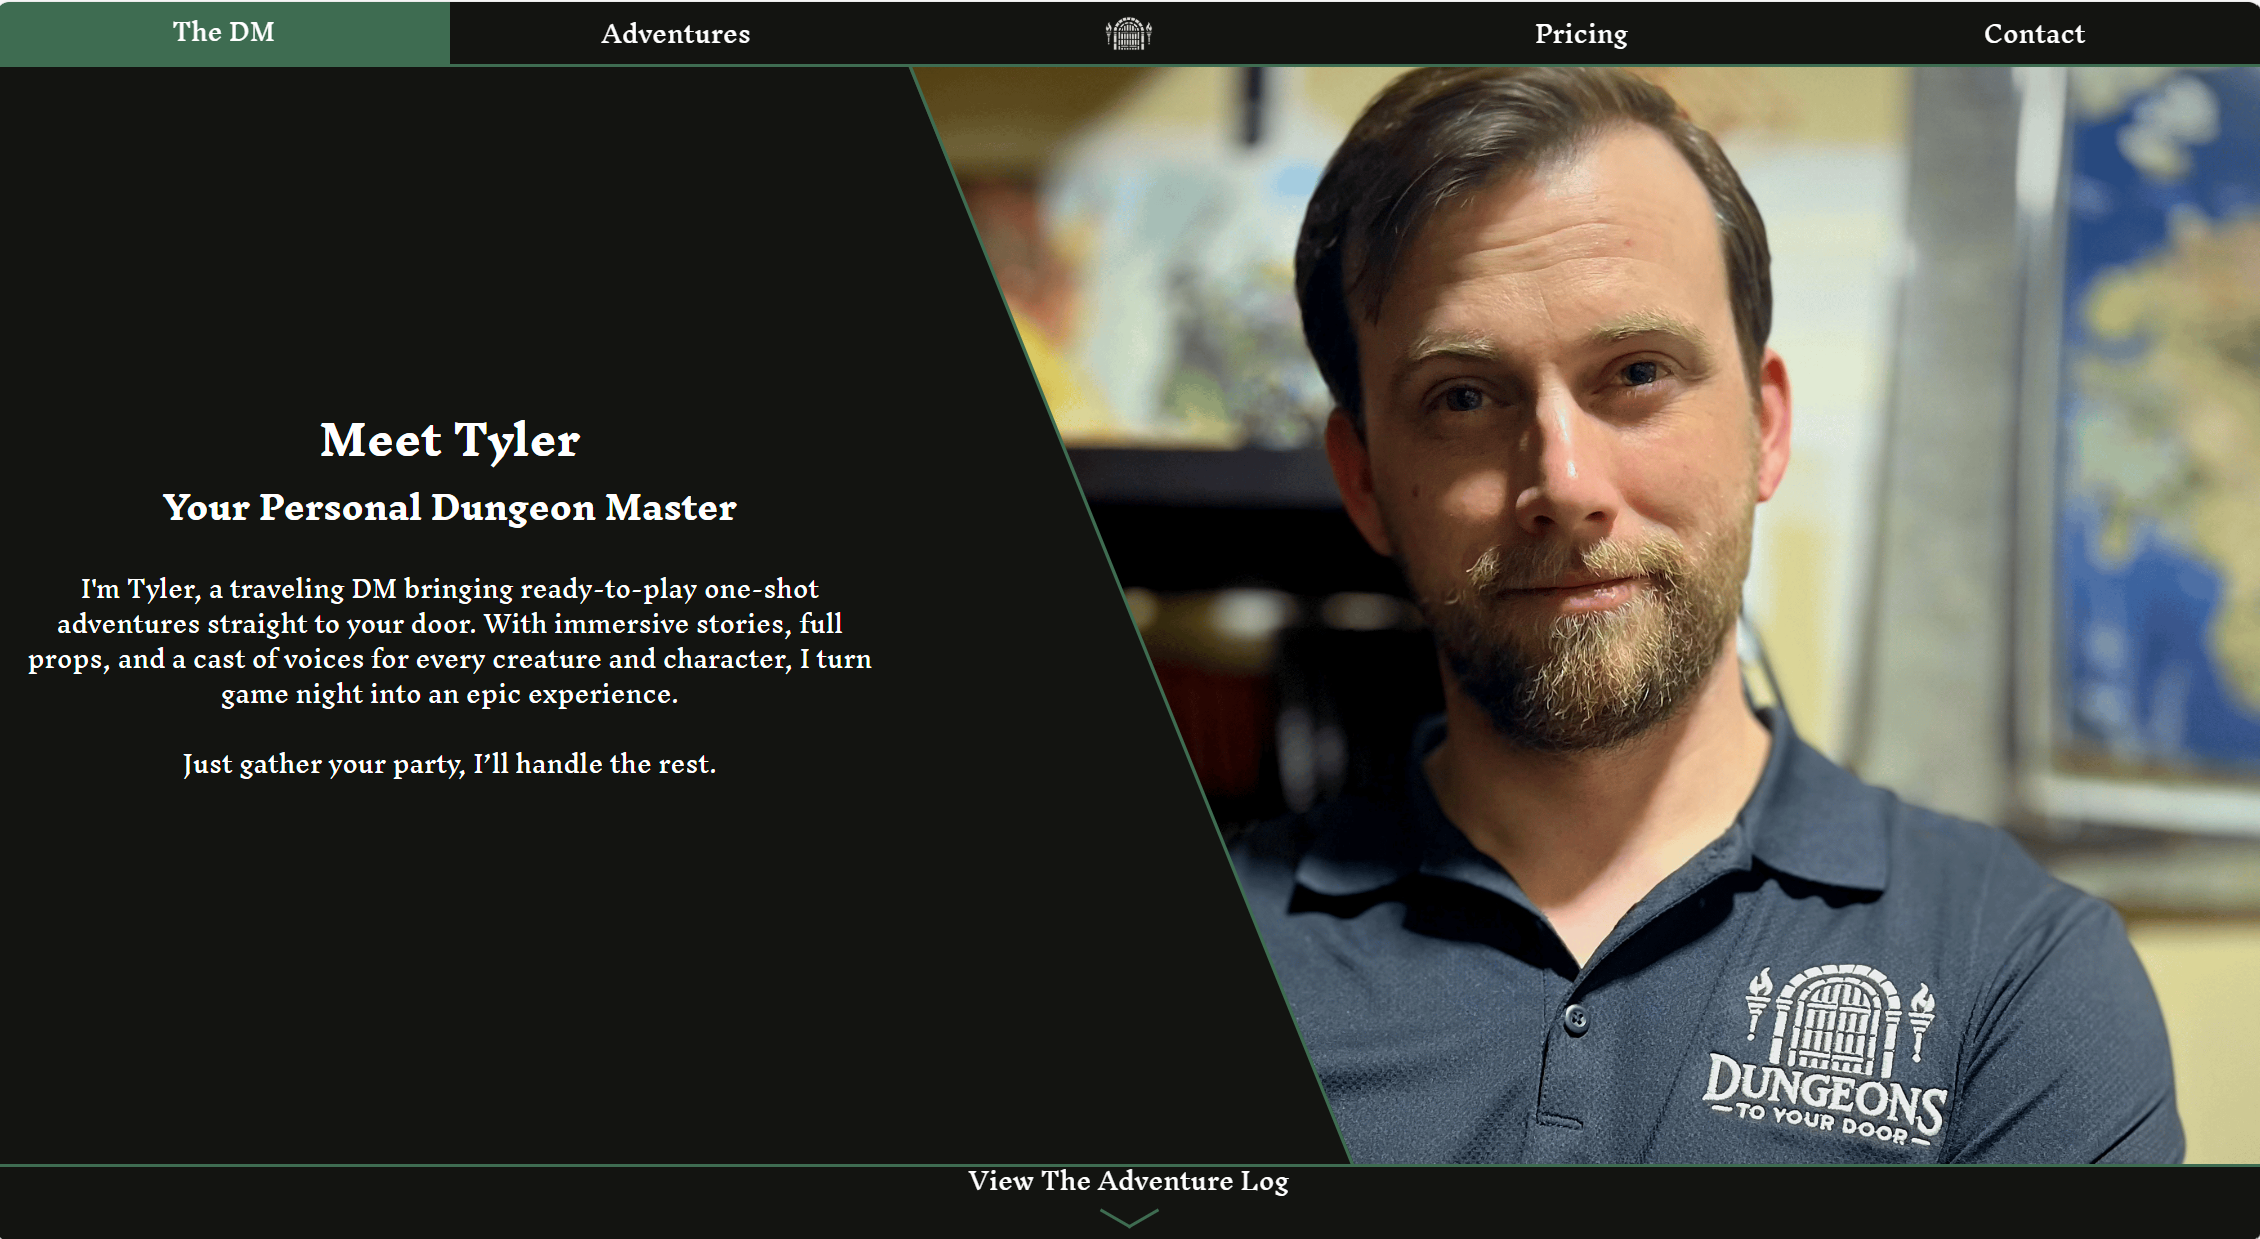 The DM
Adventures
Pricing
Contact
Meet Tyler
Your Personal Dungeon Master
I'm Tyler, a traveling DM bringing ready-to-play one-shot
adventures straight to your door. With immersive stories, full
props, and a cast of voices for every creature and character, I turn
game night into an epic experience.
Just gather your party, I’ll handle the rest.
DUNGEONS
TO YOUR DOOR
View The Adventure Log